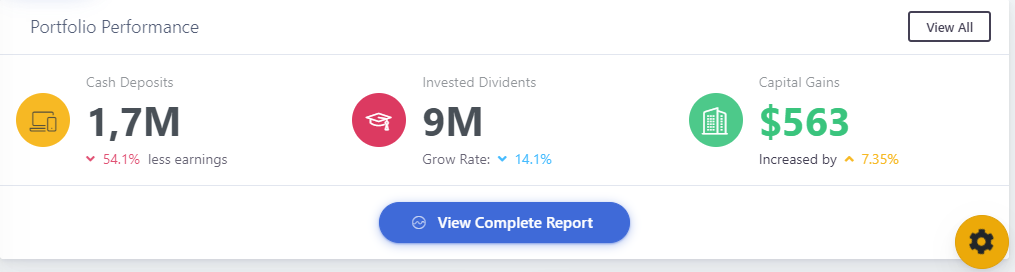 Portfolio Performance
View All
Cash Deposits
1,7M
54.1% less earnings
Invested Dividents
9M
Grow Rate: 14.1%
Capital Gains
$563
Increased by 7.35%
View Complete Report